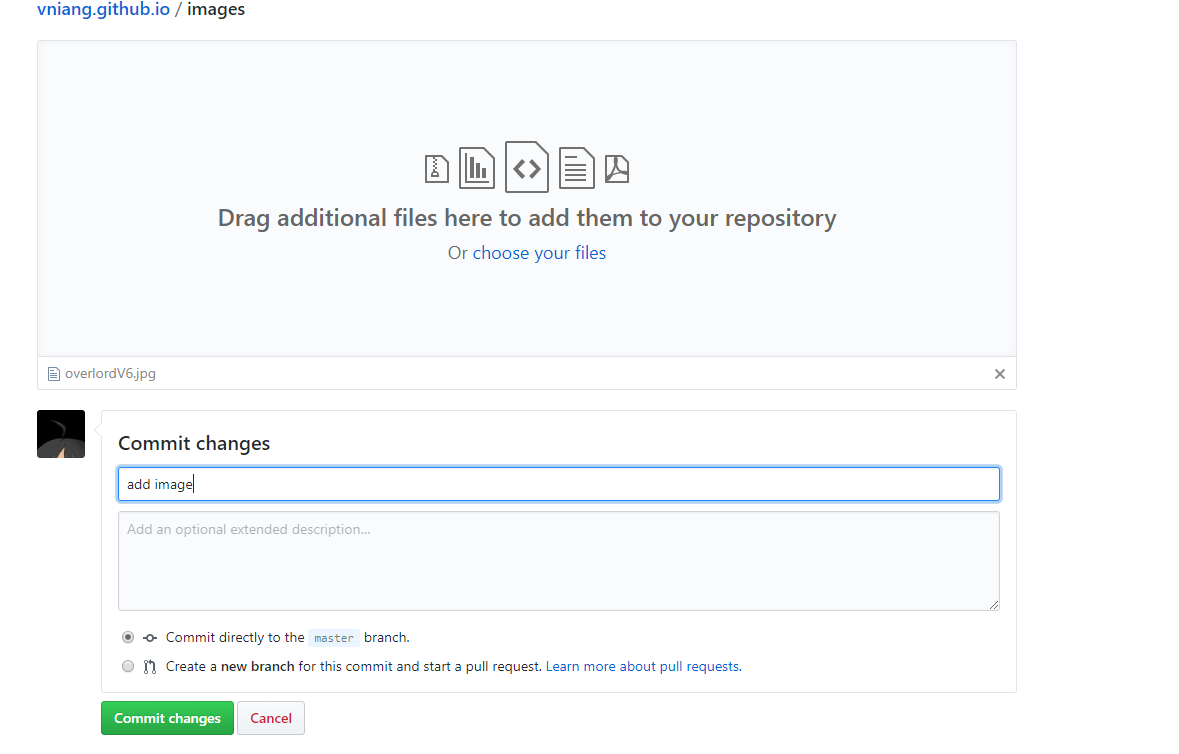 vniang.github.io / images
Drag additional files here to add them to your repository
Or choose your files
overlordV6.jpg
Commit changes
add image
Add an optional extended description...
Commit directly to the master branch.
Create a new branch for this commit and start a pull request. Learn more about pull requests.
Commit changes Cancel